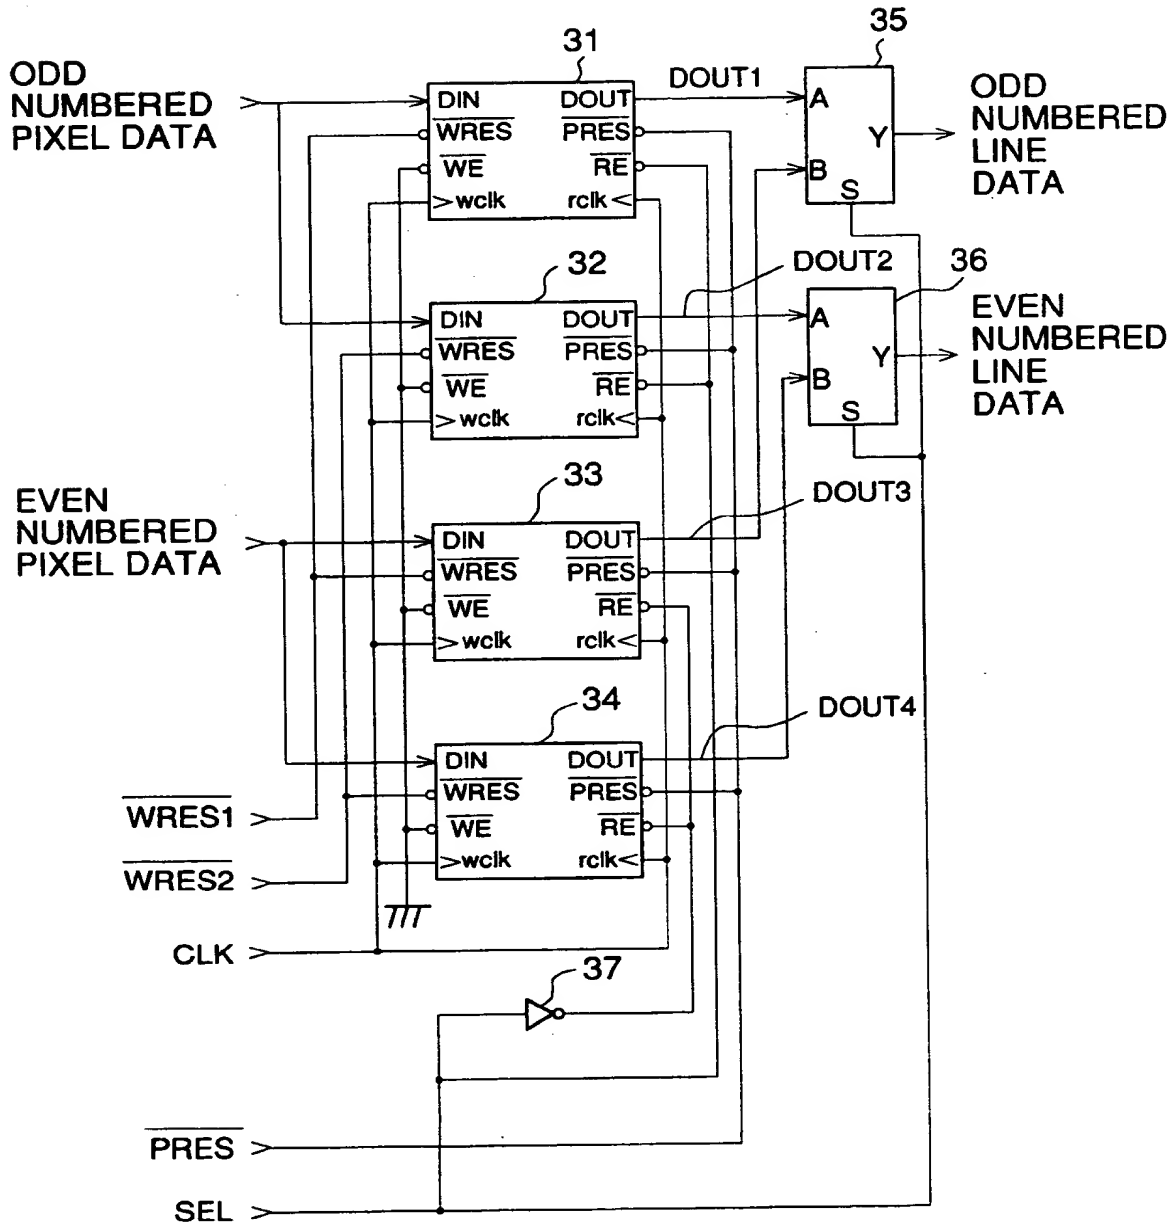 ODD
NUMBERED
PIXEL DATA
31
DIN
DOUT
WRES
PRES
WE
RE
>wclk
rclk<
DOUT1
35
A
B
Y
S
ODD
NUMBERED
LINE
DATA
32
DIN
DOUT
WRES
PRES
WE
RE
>wclk
rclk<
DOUT2
36
A
B
Y
S
EVEN
NUMBERED
LINE
DATA
EVEN
NUMBERED
PIXEL DATA
33
DIN
DOUT
WRES
PRES
WE
RE
>wclk
rclk<
DOUT3
34
DIN
DOUT
WRES
PRES
WE
RE
>wclk
rclk<
DOUT4
WRES1
WRES2
CLK
37
PRES
SEL